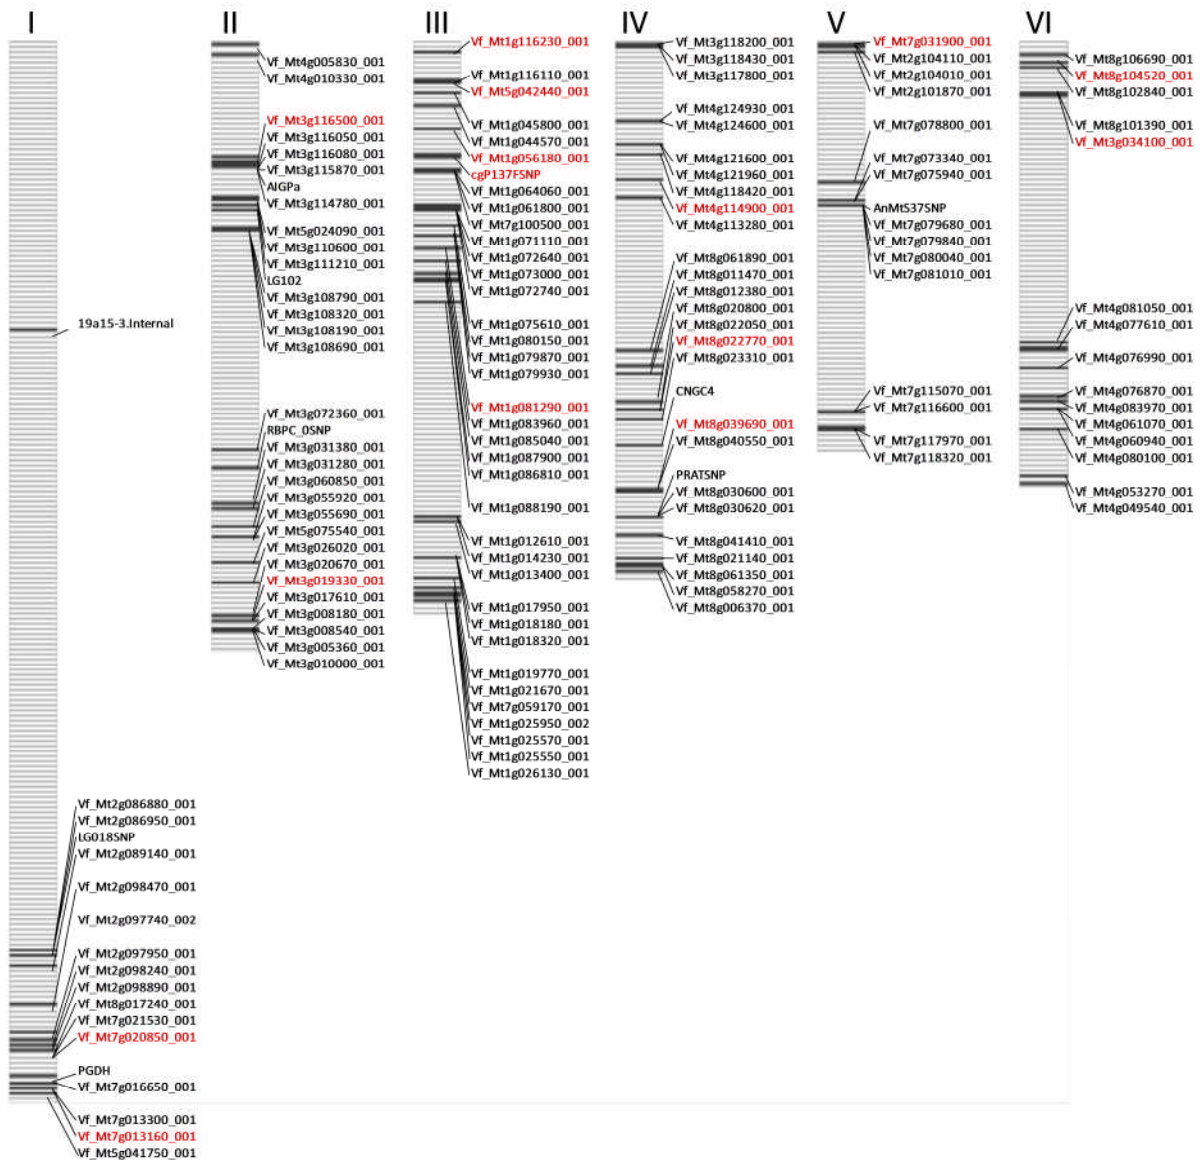 I
19a15-3.Internal
Vf_Mt2g086880_001
Vf_Mt2g086950_001
LG018SNP
Vf_Mt2g089140_001
Vf_Mt2g098470_001
Vf_Mt2g097740_002
Vf_Mt2g097950_001
Vf_Mt2g098240_001
Vf_Mt2g098890_001
Vf_Mt8g017240_001
Vf_Mt7g021530_001
Vf_Mt7g020850_001
PGDH
Vf_Mt7g016650_001
Vf_Mt7g013300_001
Vf_Mt7g013160_001
Vf_Mt5g041750_001
II
Vf_Mt4g005830_001
Vf_Mt4g010330_001
Vf_Mt3g116500_001
Vf_Mt3g116050_001
Vf_Mt3g116080_001
Vf_Mt3g115870_001
AIGPa
Vf_Mt3g114780_001
Vf_Mt5g024090_001
Vf_Mt3g110600_001
Vf_Mt3g111210_001
LG102
Vf_Mt3g108790_001
Vf_Mt3g108320_001
Vf_Mt3g108190_001
Vf_Mt3g108690_001
Vf_Mt3g072360_001
RBPC_0SNP
Vf_Mt3g031380_001
Vf_Mt3g031280_001
Vf_Mt3g060850_001
Vf_Mt3g055920_001
Vf_Mt3g055690_001
Vf_Mt5g075540_001
Vf_Mt3g026020_001
Vf_Mt3g020670_001
Vf_Mt3g019330_001
Vf_Mt3g017610_001
Vf_Mt3g008180_001
Vf_Mt3g008540_001
Vf_Mt3g005360_001
Vf_Mt3g010000_001
III
Vf_Mt1g116230_001
Vf_Mt1g116110_001
Vf_Mt5g042440_001
Vf_Mt1g045800_001
Vf_Mt1g044570_001
Vf_Mt1g056180_001
cgP137FSNP
Vf_Mt1g064060_001
Vf_Mt1g061800_001
Vf_Mt7g100500_001
Vf_Mt1g071110_001
Vf_Mt1g072640_001
Vf_Mt1g073000_001
Vf_Mt1g072740_001
Vf_Mt1g075610_001
Vf_Mt1g080150_001
Vf_Mt1g079870_001
Vf_Mt1g079930_001
Vf_Mt1g081290_001
Vf_Mt1g083960_001
Vf_Mt1g085040_001
Vf_Mt1g087900_001
Vf_Mt1g086810_001
Vf_Mt1g088190_001
Vf_Mt1g012610_001
Vf_Mt1g014230_001
Vf_Mt1g013400_001
Vf_Mt1g017950_001
Vf_Mt1g018180_001
Vf_Mt1g018320_001
Vf_Mt1g019770_001
Vf_Mt1g021670_001
Vf_Mt7g059170_001
Vf_Mt1g025950_002
Vf_Mt1g025570_001
Vf_Mt1g025550_001
Vf_Mt1g026130_001
IV
Vf_Mt3g118200_001
Vf_Mt3g118430_001
Vf_Mt3g117800_001
Vf_Mt4g124930_001
Vf_Mt4g124600_001
Vf_Mt4g121600_001
Vf_Mt4g121960_001
Vf_Mt4g118420_001
Vf_Mt4g114900_001
Vf_Mt4g113280_001
Vf_Mt8g061890_001
Vf_Mt8g011470_001
Vf_Mt8g012380_001
Vf_Mt8g020800_001
Vf_Mt8g022050_001
Vf_Mt8g022770_001
Vf_Mt8g023310_001
CNGC4
Vf_Mt8g039690_001
Vf_Mt8g040550_001
PRATSNP
Vf_Mt8g030600_001
Vf_Mt8g030620_001
Vf_Mt8g041410_001
Vf_Mt8g021140_001
Vf_Mt8g061350_001
Vf_Mt8g058270_001
Vf_Mt8g006370_001
V
Vf_Mt7g031900_001
Vf_Mt2g104110_001
Vf_Mt2g104010_001
Vf_Mt2g101870_001
Vf_Mt7g078800_001
Vf_Mt7g073340_001
Vf_Mt7g075940_001
AnMtS37SNP
Vf_Mt7g079680_001
Vf_Mt7g079840_001
Vf_Mt7g080040_001
Vf_Mt7g081010_001
Vf_Mt7g115070_001
Vf_Mt7g116600_001
Vf_Mt7g117970_001
Vf_Mt7g118320_001
VI
Vf_Mt8g106690_001
Vf_Mt8g104520_001
Vf_Mt8g102840_001
Vf_Mt8g101390_001
Vf_Mt3g034100_001
Vf_Mt4g081050_001
Vf_Mt4g077610_001
Vf_Mt4g076990_001
Vf_Mt4g076870_001
Vf_Mt4g083970_001
Vf_Mt4g061070_001
Vf_Mt4g060940_001
Vf_Mt4g080100_001
Vf_Mt4g053270_001
Vf_Mt4g049540_001